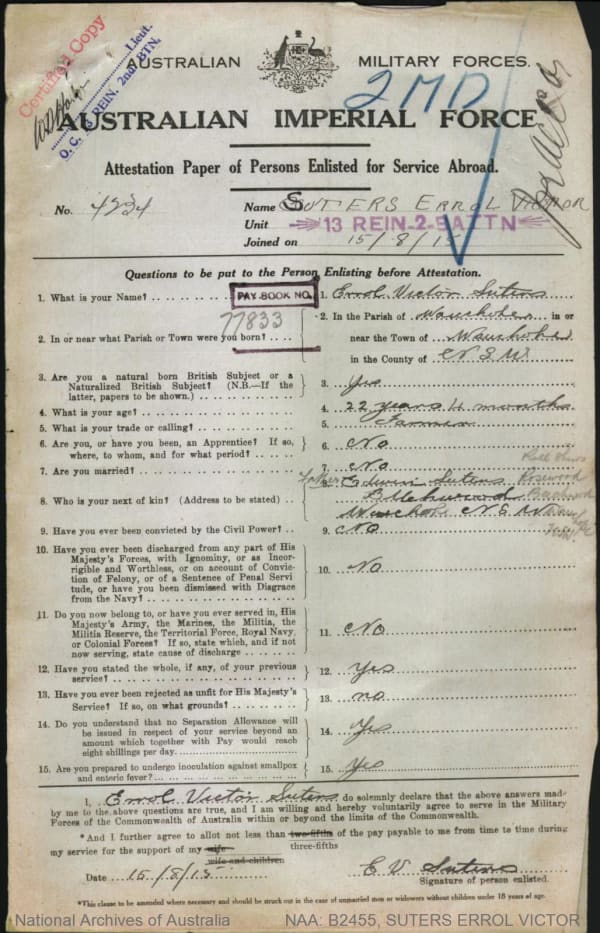 Certified Copy
Lieut.
O. C. 13 REIN. 2nd BTN.
AUSTRALIAN MILITARY FORCES.
2 MD
AUSTRALIAN IMPERIAL FORCE
Attestation Paper of Persons Enlisted for Service Abroad.
No. Name SUTERS ERROL VICTOR
Unit 13 REIN-2-BATTN
Joined on 15/8/15
Questions to be put to the Person Enlisting before Attestation.
1. What is your Name? .... 1. Errol Victor Suters
PAY-BOOK NO.
77833
2. In or near what Parish or Town were you born? .... 2. In the Parish of Wauchope in or
near the Town of Wauchope
in the County of N S W
3. Are you a natural born British Subject or a
Naturalized British Subject? (N.B.—If the
latter, papers to be shown.) .... 3. Yes
4. What is your age? .... 4. 22 years 4 months
5. What is your trade or calling? .... 5. Farmer
6. Are you, or have you been, an Apprentice? If so,
where, to whom, and for what period? .... 6. No
7. Are you married? .... 7. No
8. Who is your next of kin? (Address to be stated) .. 8. Father Edwin Suters
Rosewood
Wauchope N S W
9. Have you ever been convicted by the Civil Power? .. 9. No
10. Have you ever been discharged from any part of His
Majesty's Forces, with Ignominy, or as Incor-
rigible and Worthless, or on account of Convic-
tion of Felony, or of a Sentence of Penal Servi-
tude, or have you been dismissed with Disgrace
from the Navy? .... 10. No
11. Do you now belong to, or have you ever served in, His
Majesty's Army, the Marines, the Militia, the
Militia Reserve, the Territorial Force, Royal Navy,
or Colonial Forces? If so, state which, and if not
now serving, state cause of discharge .... 11. No
12. Have you stated the whole, if any, of your previous
service? .... 12. Yes
13. Have you ever been rejected as unfit for His Majesty's
Service? If so, on what grounds? .... 13. no
14. Do you understand that no Separation Allowance will
be issued in respect of your service beyond an
amount which together with Pay would reach
eight shillings per day. .... 14. Yes
15. Are you prepared to undergo inoculation against smallpox
and enteric fever? .... 15. Yes
I, Errol Victor Suters do solemnly declare that the above answers made
by me to the above questions are true, and I am willing and hereby voluntarily agree to serve in the Military
Forces of the Commonwealth of Australia within or beyond the limits of the Commonwealth.
*And I further agree to allot not less than two-fifths of the pay payable to me from time to time during
three-fifths
my service for the support of my wife
wife and children
Date 15/8/15 E V Suters
Signature of person enlisted.
*This clause to be amended where necessary and should be struck out in the case of unmarried men or widowers without children under 18 years of age.
National Archives of Australia NAA: B2455, SUTERS ERROL VICTOR